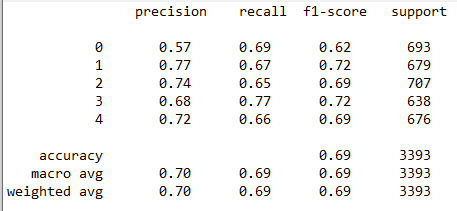 precision recall f1-score support
0 0.57 0.69 0.62 693
1 0.77 0.67 0.72 679
2 0.74 0.65 0.69 707
3 0.68 0.77 0.72 638
4 0.72 0.66 0.69 676
accuracy 0.69 3393
macro avg 0.70 0.69 0.69 3393
weighted avg 0.70 0.69 0.69 3393